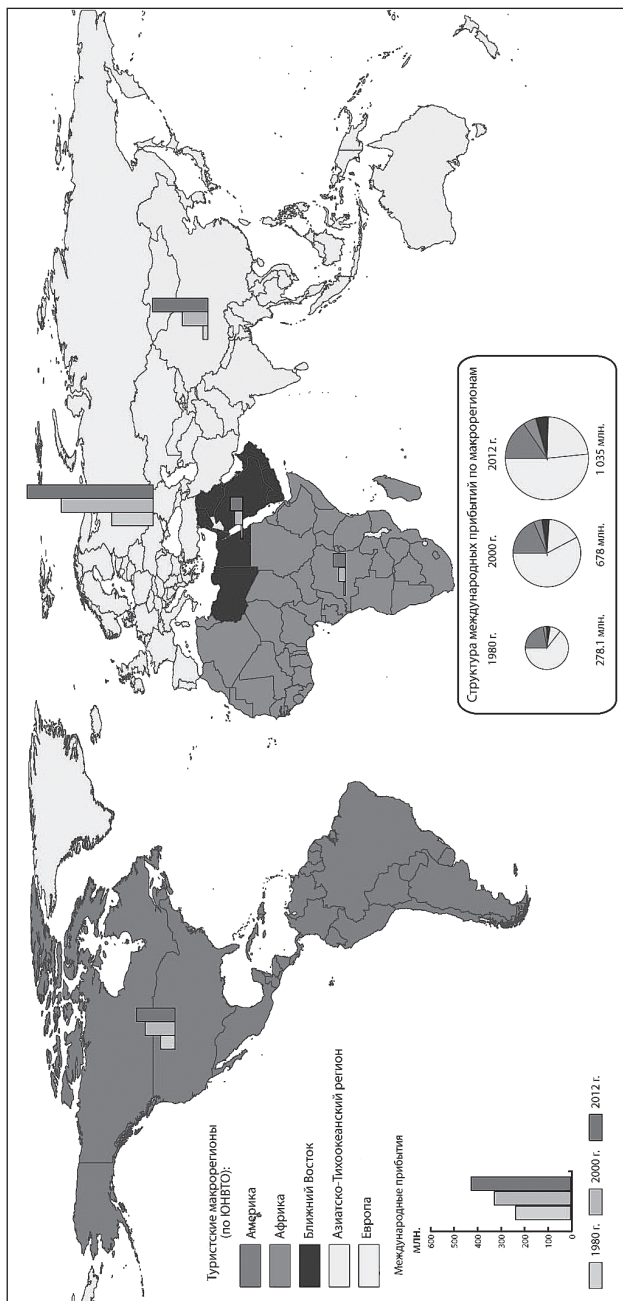 Туристские макрорегионы
(по ЮНВТО):
Америка
Африка
Ближний Восток
Азиатско-Тихоокеанский регион
Европа
Международные прибытия
млн.
600
500
400
300
200
100
0
1980 г.
2000 г.
2012 г.
Структура международных прибытий по макрорегионам
1980 г.
2000 г.
2012 г.
278.1 млн.
678 млн.
1 035 млн.